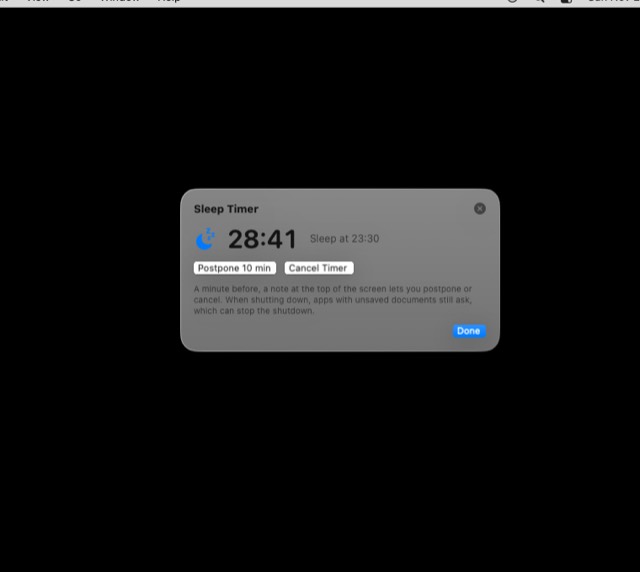 Window Help
Sleep Timer
28:41 Sleep at 23:30
Postpone 10 min Cancel Timer
A minute before, a note at the top of the screen lets you postpone or
cancel. When shutting down, apps with unsaved documents still ask,
which can stop the shutdown.
Done